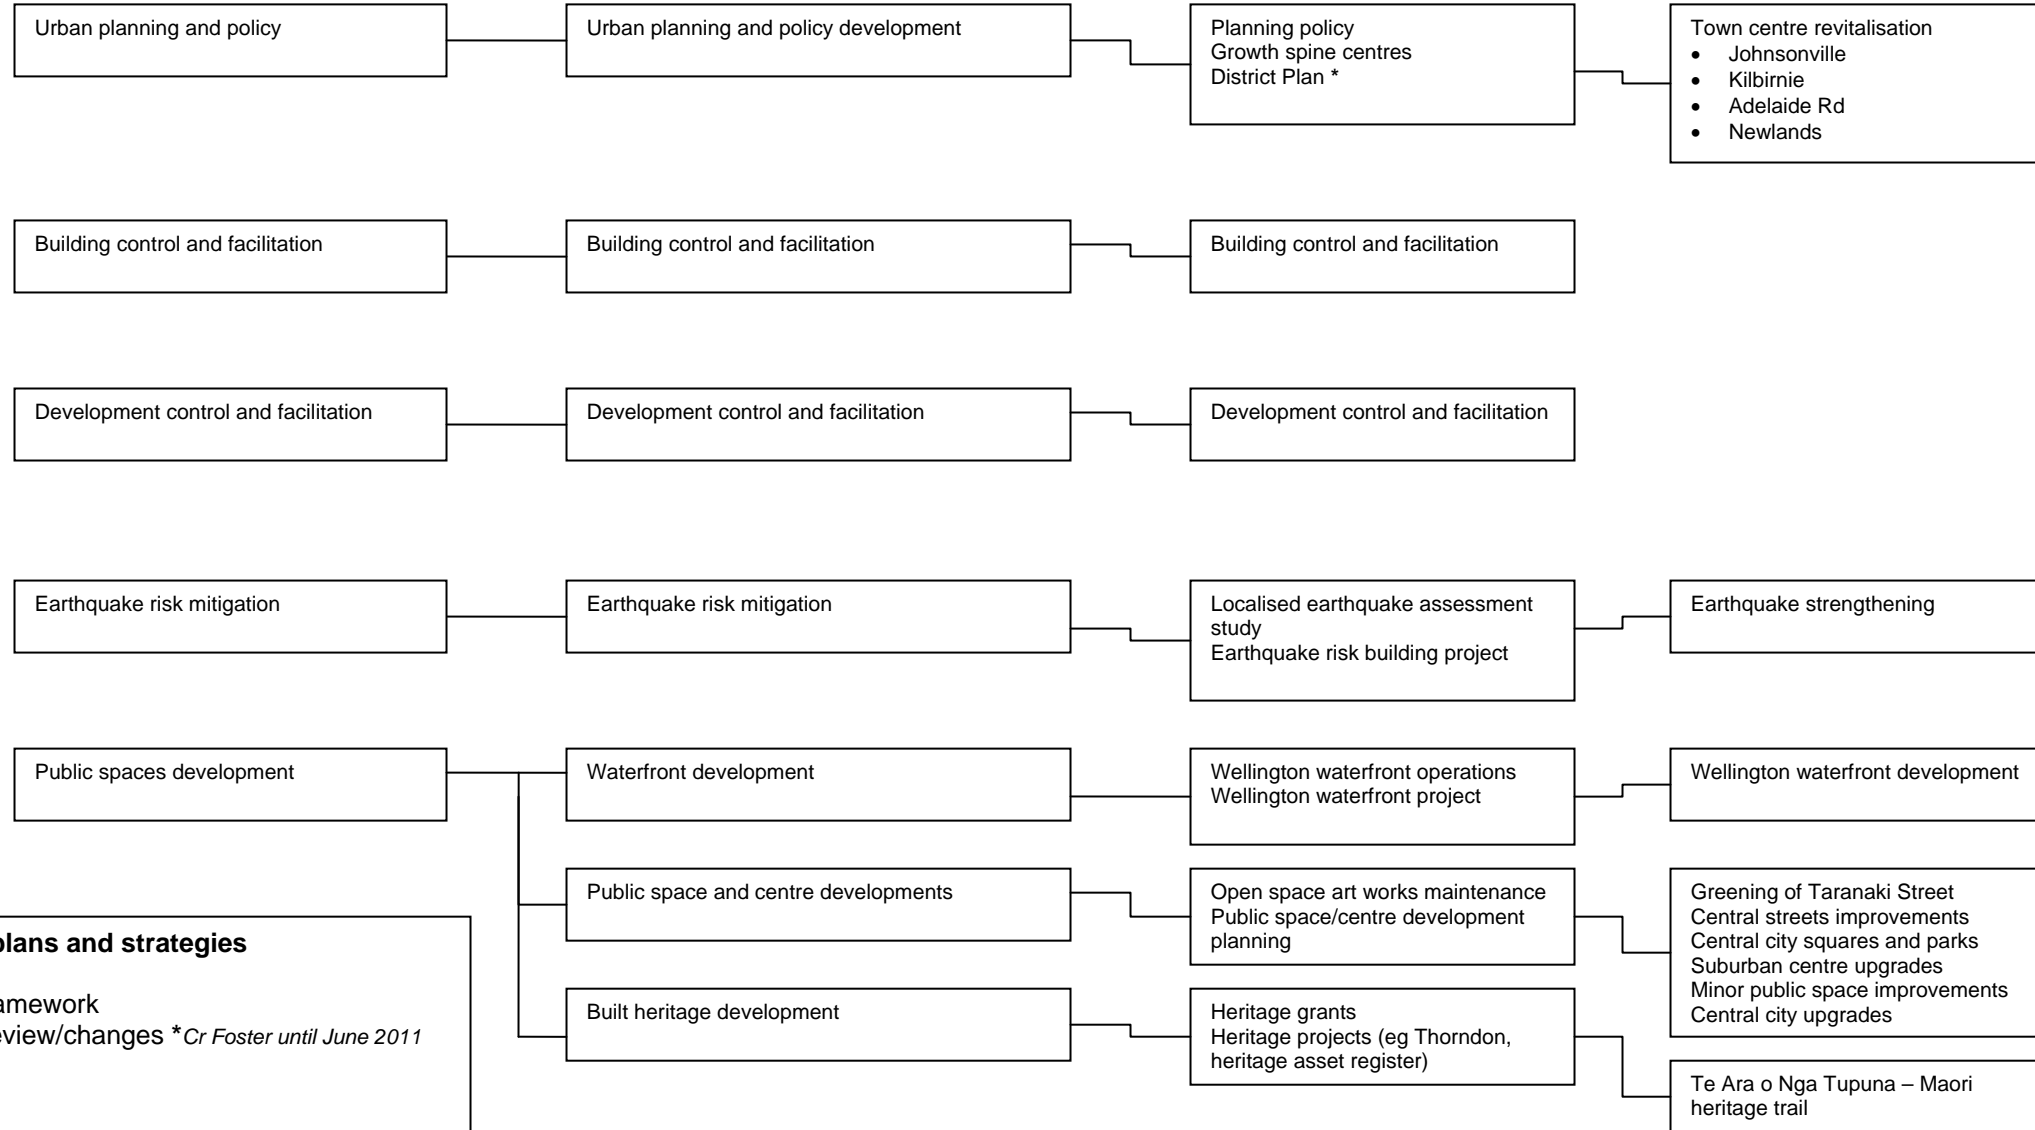 Urban planning and policy
Urban planning and policy development
Planning policy
Growth spine centres
District Plan *
Town centre revitalisation
• Johnsonville
• Kilbirnie
• Adelaide Rd
• Newlands
Building control and facilitation
Building control and facilitation
Building control and facilitation
Development control and facilitation
Development control and facilitation
Development control and facilitation
Earthquake risk mitigation
Earthquake risk mitigation
Localised earthquake assessment
study
Earthquake risk building project
Earthquake strengthening
Public spaces development
Waterfront development
Wellington waterfront operations
Wellington waterfront project
Wellington waterfront development
Public space and centre developments
Open space art works maintenance
Public space/centre development
planning
Greening of Taranaki Street
Central streets improvements
Central city squares and parks
Suburban centre upgrades
Minor public space improvements
Central city upgrades
Built heritage development
Heritage grants
Heritage projects (eg Thorndon,
heritage asset register)
Te Ara o Nga Tupuna – Maori
heritage trail
plans and strategies
amework
eview/changes *Cr Foster until June 2011